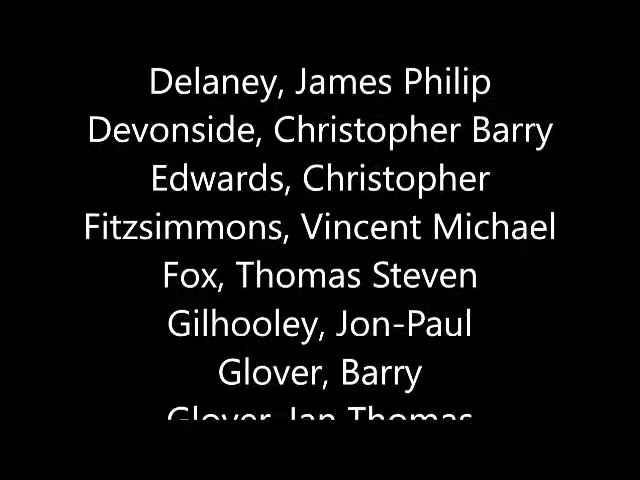 Delaney, James Philip
Devonside, Christopher Barry
Edwards, Christopher
Fitzsimmons, Vincent Michael
Fox, Thomas Steven
Gilhooley, Jon-Paul
Glover, Barry
Glover, Ian Thomas